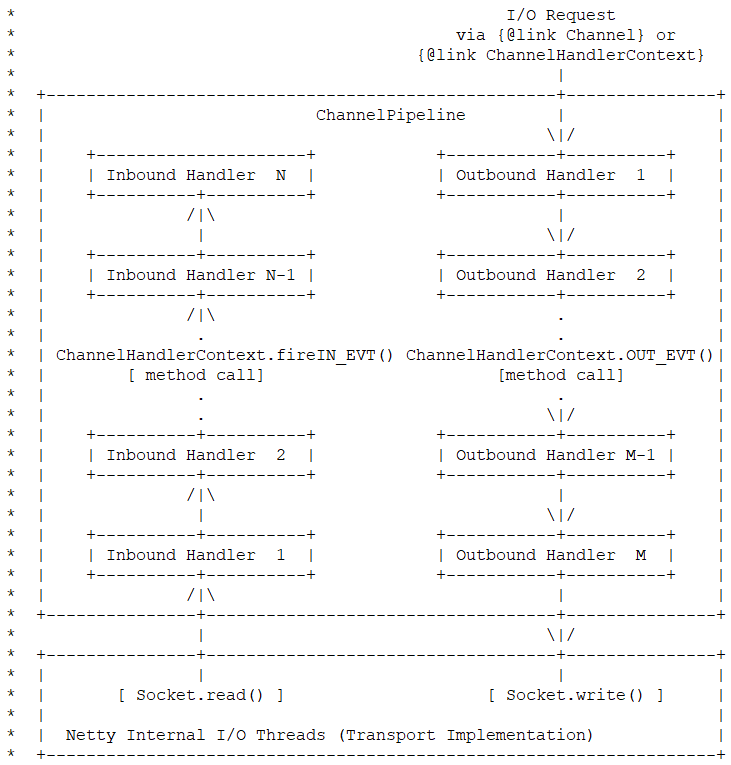 *                                                 I/O Request
*                                            via {@link Channel} or
*                                        {@link ChannelHandlerContext}
*                                                      |
*  +---------------------------------------------------+---------------+
*  |                           ChannelPipeline         |               |
*  |                                                  \|/              |
*  |    +---------------------+            +-----------+----------+    |
*  |    | Inbound Handler  N  |            | Outbound Handler  1  |    |
*  |    +----------+----------+            +-----------+----------+    |
*  |              /|\                                  |               |
*  |               |                                  \|/              |
*  |    +----------+----------+            +-----------+----------+    |
*  |    | Inbound Handler N-1 |            | Outbound Handler  2  |    |
*  |    +----------+----------+            +-----------+----------+    |
*  |              /|\                                  .               |
*  |               .                                   .               |
*  | ChannelHandlerContext.fireIN_EVT() ChannelHandlerContext.OUT_EVT()|
*  |        [ method call]                       [method call]         |
*  |               .                                   .               |
*  |               .                                  \|/              |
*  |    +----------+----------+            +-----------+----------+    |
*  |    | Inbound Handler  2  |            | Outbound Handler M-1 |    |
*  |    +----------+----------+            +-----------+----------+    |
*  |              /|\                                  |               |
*  |               |                                  \|/              |
*  |    +----------+----------+            +-----------+----------+    |
*  |    | Inbound Handler  1  |            | Outbound Handler  M  |    |
*  |    +----------+----------+            +-----------+----------+    |
*  |              /|\                                  |               |
*  +---------------+-----------------------------------+---------------+
*                  |                                  \|/
*  +---------------+-----------------------------------+---------------+
*  |               |                                   |               |
*  |       [ Socket.read() ]                    [ Socket.write() ]     |
*  |                                                                   |
*  |  Netty Internal I/O Threads (Transport Implementation)            |
*  +-------------------------------------------------------------------+